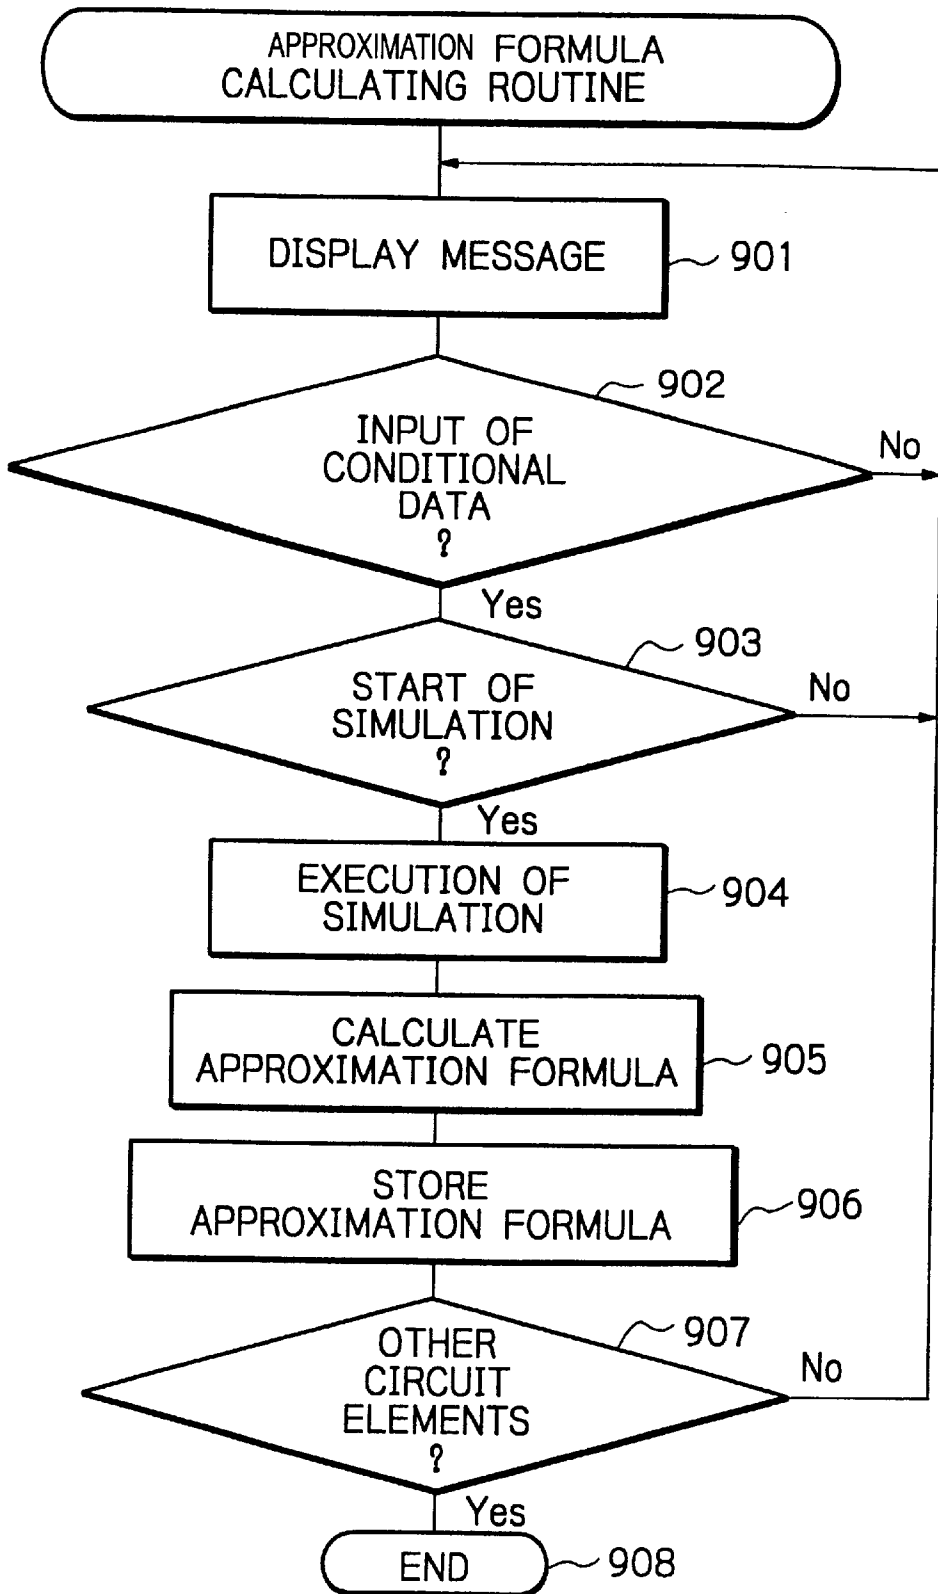 APPROXIMATION FORMULA
CALCULATING ROUTINE
DISPLAY MESSAGE
901
902
INPUT OF
CONDITIONAL
DATA
?
No
Yes
903
START OF
SIMULATION
?
No
Yes
EXECUTION OF
SIMULATION
904
CALCULATE
APPROXIMATION FORMULA
905
STORE
APPROXIMATION FORMULA
906
907
OTHER
CIRCUIT
ELEMENTS
?
No
Yes
END
908